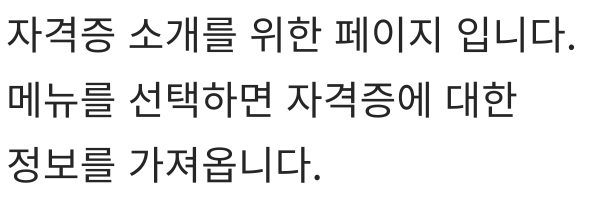 자격증 소개를 위한 페이지 입니다.
메뉴를 선택하면 자격증에 대한
정보를 가져옵니다.